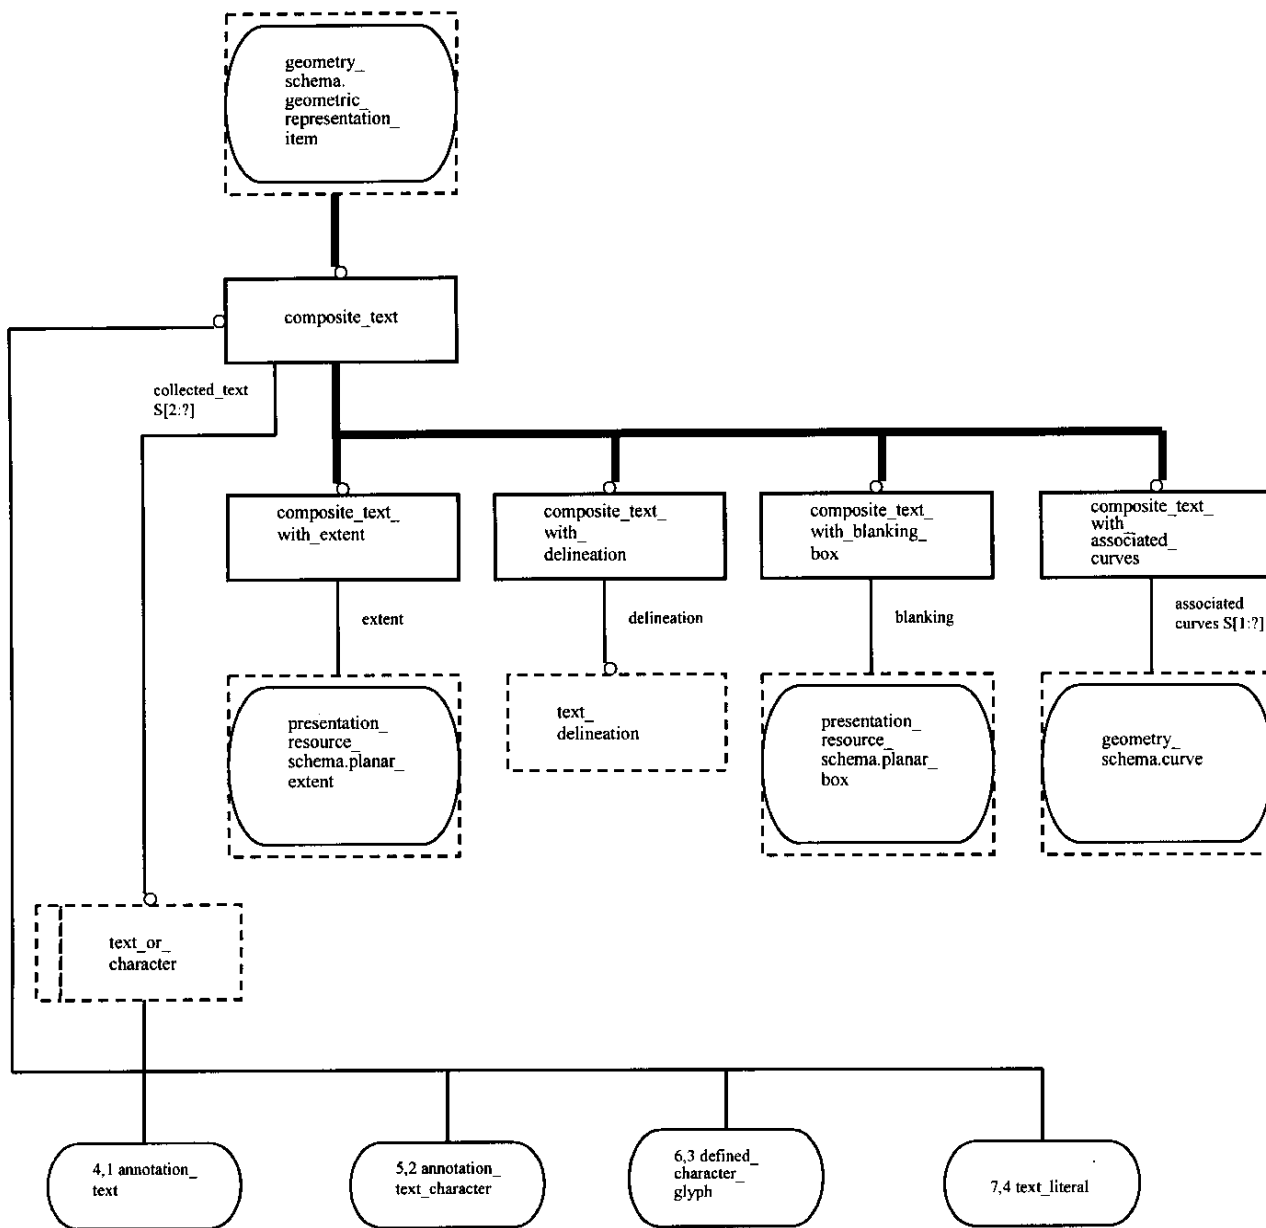 geometry_
schema.
geometric_
representation_
item
composite_text
collected_text
S[2:?]
composite_text_
with_extent
composite_text_
with_
delineation
composite_text_
with_blanking_
box
composite_text_
with_
associated_
curves
extent
delineation
blanking
associated
curves S[1:?]
presentation_
resource_
schema.planar_
extent
text_
delineation
presentation_
resource_
schema.planar_
box
geometry_
schema.curve
text_or_
character
4,1 annotation_
text
5,2 annotation_
text_character
6,3 defined_
character_
glyph
7,4 text_literal